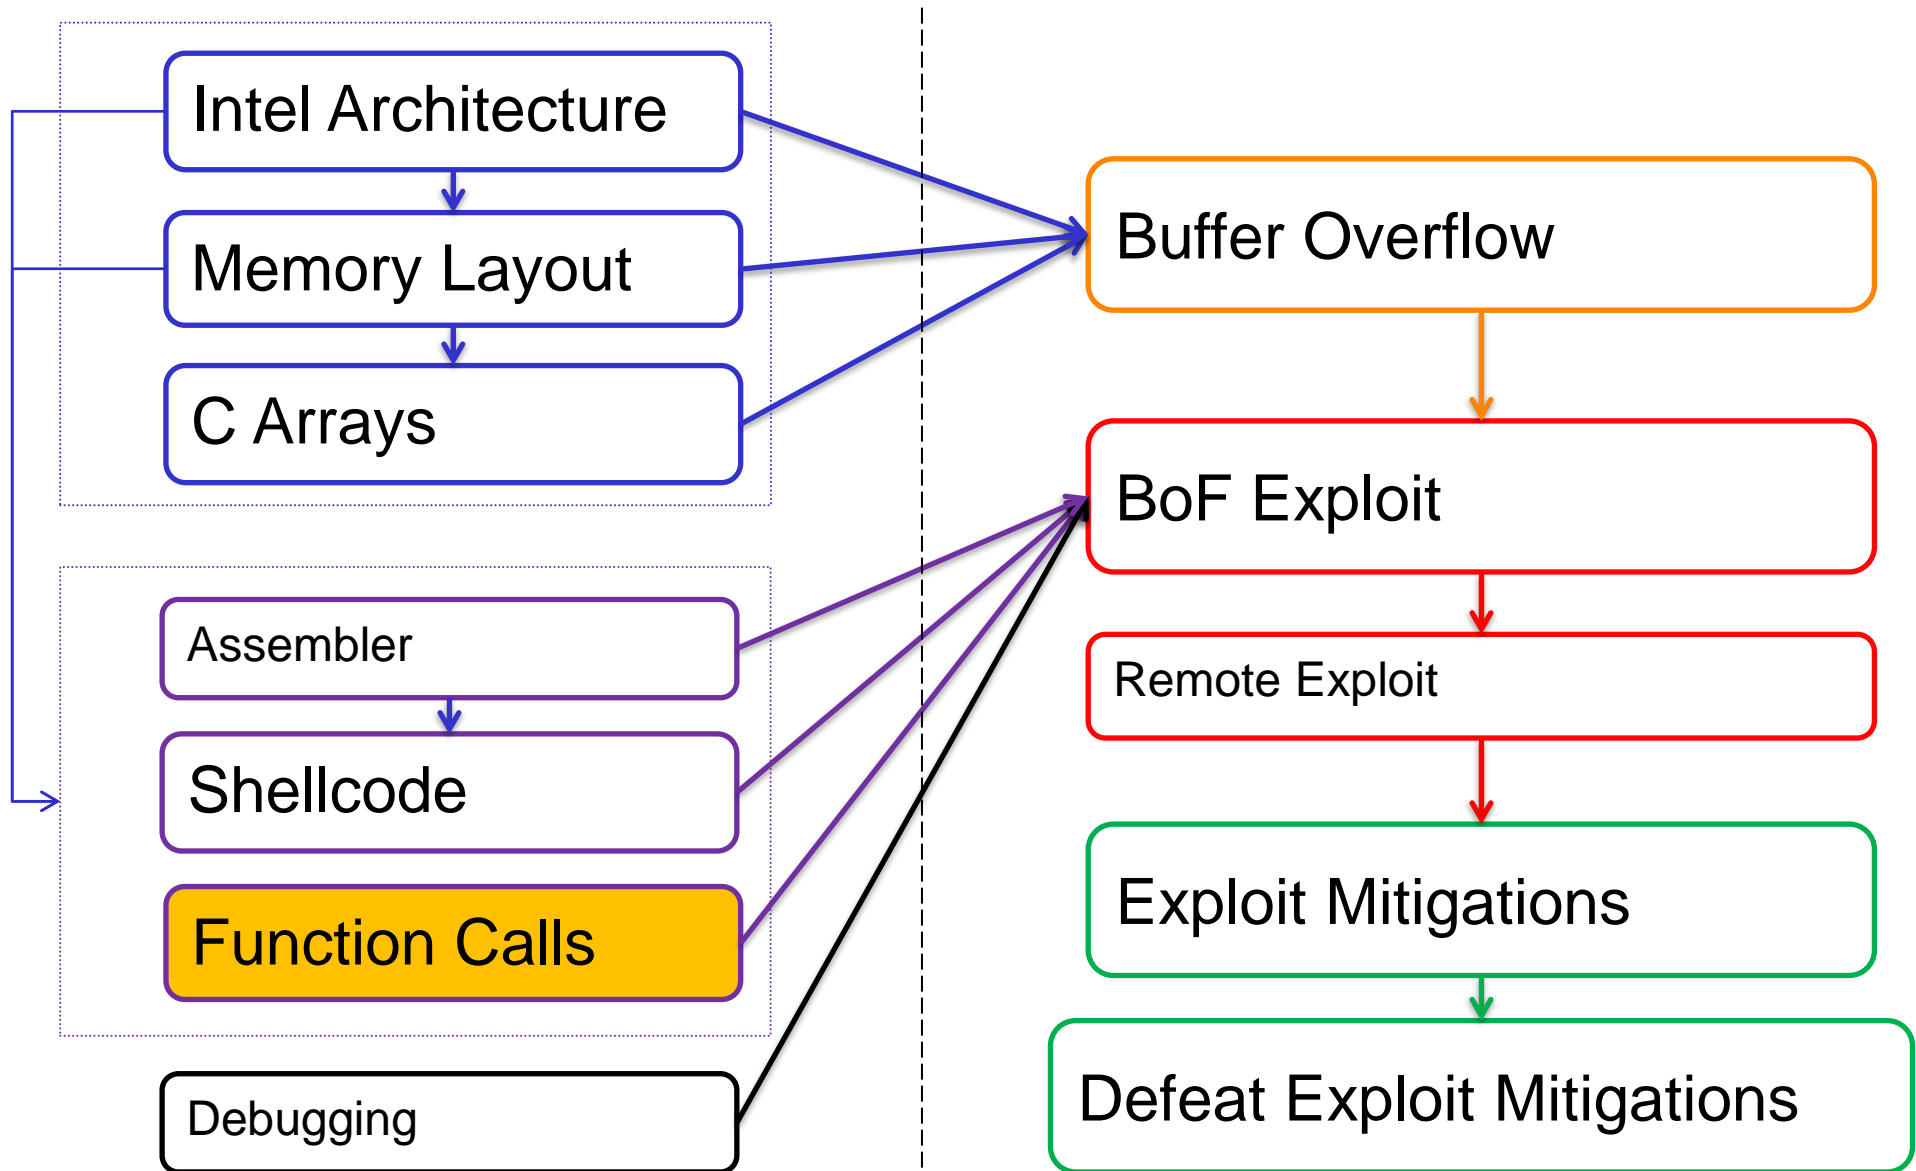 Intel Architecture
Memory Layout
C Arrays
Assembler
Shellcode
Function Calls
Debugging
Buffer Overflow
BoF Exploit
Remote Exploit
Exploit Mitigations
Defeat Exploit Mitigations